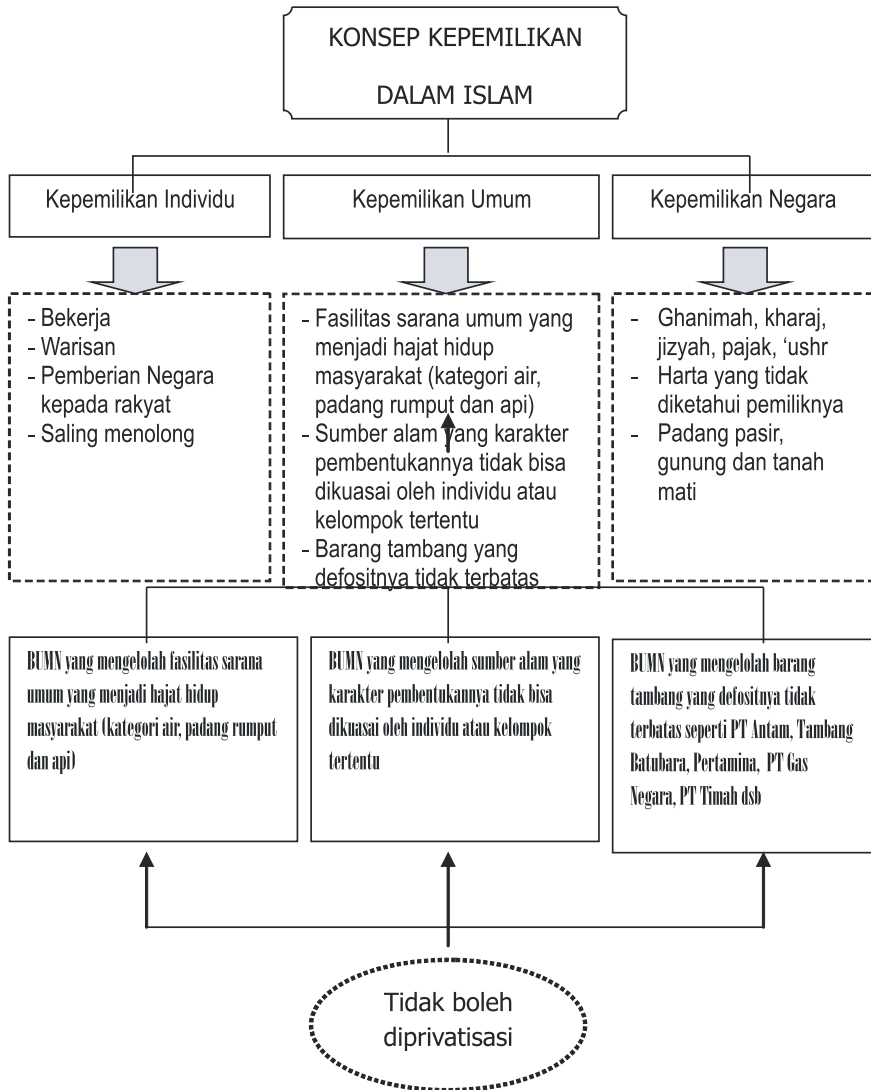 KONSEP KEPEMILIKAN
DALAM ISLAM
Kepemilikan Individu
Kepemilikan Umum
Kepemilikan Negara
- Bekerja
- Warisan
- Pemberian Negara
kepada rakyat
- Saling menolong
- Fasilitas sarana umum yang
menjadi hajat hidup
masyarakat (kategori air,
padang rumput dan api)
- Sumber alam yang karakter
pembentukannya tidak bisa
dikuasai oleh individu atau
kelompok tertentu
- Barang tambang yang
defositnya tidak terbatas
- Ghanimah, kharaj,
jizyah, pajak, ‘ushr
- Harta yang tidak
diketahui pemiliknya
- Padang pasir,
gunung dan tanah
mati
BUMN yang mengelolah fasilitas sarana
umum yang menjadi hajat hidup
masyarakat (kategori air, padang rumput
dan api)
BUMN yang mengelolah sumber alam yang
karakter pembentukannya tidak bisa
dikuasai oleh individu atau kelompok
tertentu
BUMN yang mengelolah barang
tambang yang defositnya tidak
terbatas seperti PT Antam, Tambang
Batubara, Pertamina, PT Gas
Negara, PT Timah dsb
Tidak boleh
diprivatisasi